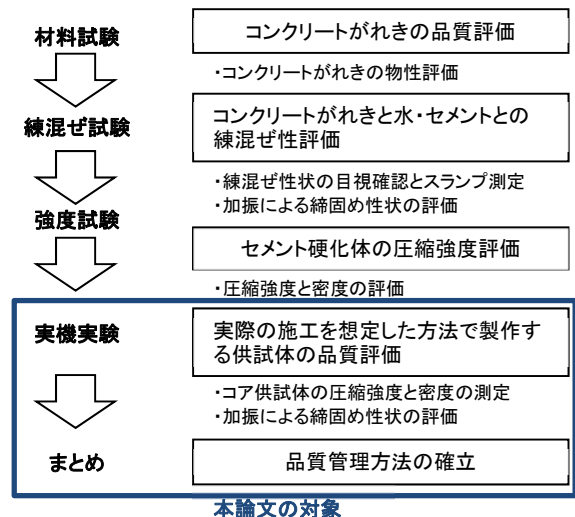 材料試験
コンクリートがれきの品質評価
・コンクリートがれきの物性評価
練混ぜ試験
コンクリートがれきと水・セメントとの
練混ぜ性評価
・練混ぜ性状の目視確認とスランプ測定
・加振による締固め性状の評価
強度試験
セメント硬化体の圧縮強度評価
・圧縮強度と密度の評価
実機実験
実際の施工を想定した方法で製作す
る供試体の品質評価
・コア供試体の圧縮強度と密度の測定
・加振による締固め性状の評価
まとめ
品質管理方法の確立
本論文の対象